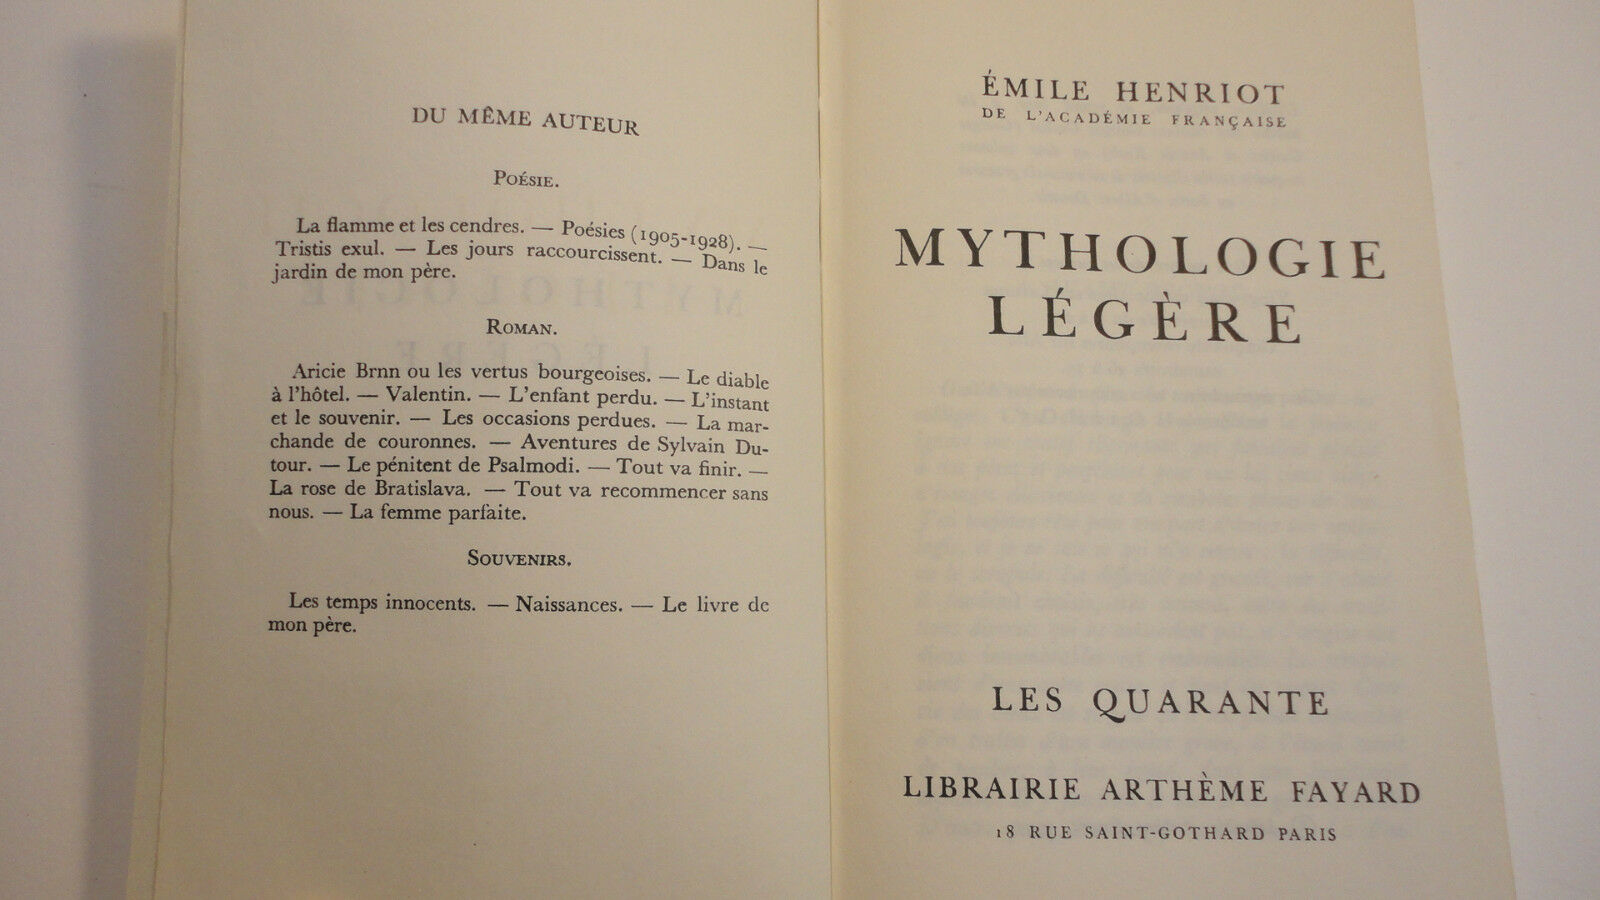 DU MÊME AUTEUR
POÉSIE.
La flamme et les cendres. — Poésies (1905-1928). —
Tristis exul. — Les jours raccourcissent. — Dans le
jardin de mon père.
ROMAN.
Aricie Brnn ou les vertus bourgeoises. — Le diable
à l'hôtel. — Valentin. — L'enfant perdu. — L'instant
et le souvenir. — Les occasions perdues. — La mar-
chande de couronnes. — Aventures de Sylvain Du-
tour. — Le pénitent de Psalmodi. — Tout va finir. —
La rose de Bratislava. — Tout va recommencer sans
nous. — La femme parfaite.
SOUVENIRS.
Les temps innocents. — Naissances. — Le livre de
mon père.
ÉMILE HENRIOT
DE L'ACADÉMIE FRANÇAISE
MYTHOLOGIE
LÉGÈRE
LES QUARANTE
LIBRAIRIE ARTHÈME FAYARD
18 RUE SAINT-GOTHARD PARIS